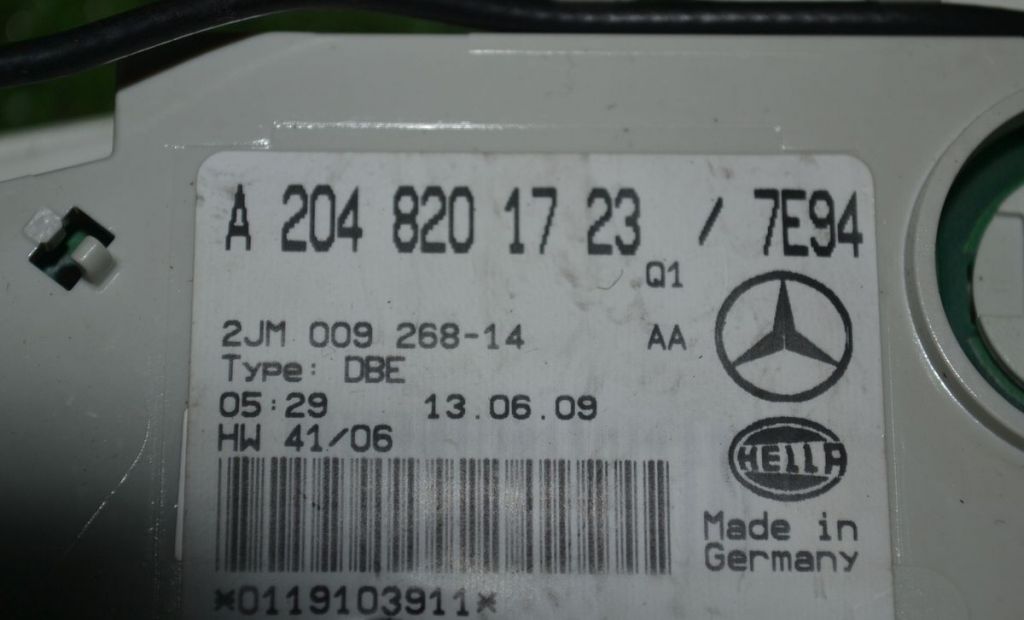 A 204 820 17 23 / 7E94
Q1
2JM 009 268-14 AA
Type: DBE
05:29 13.06.09
HW 41/06
HELLA
Made in
Germany
*0119103911*